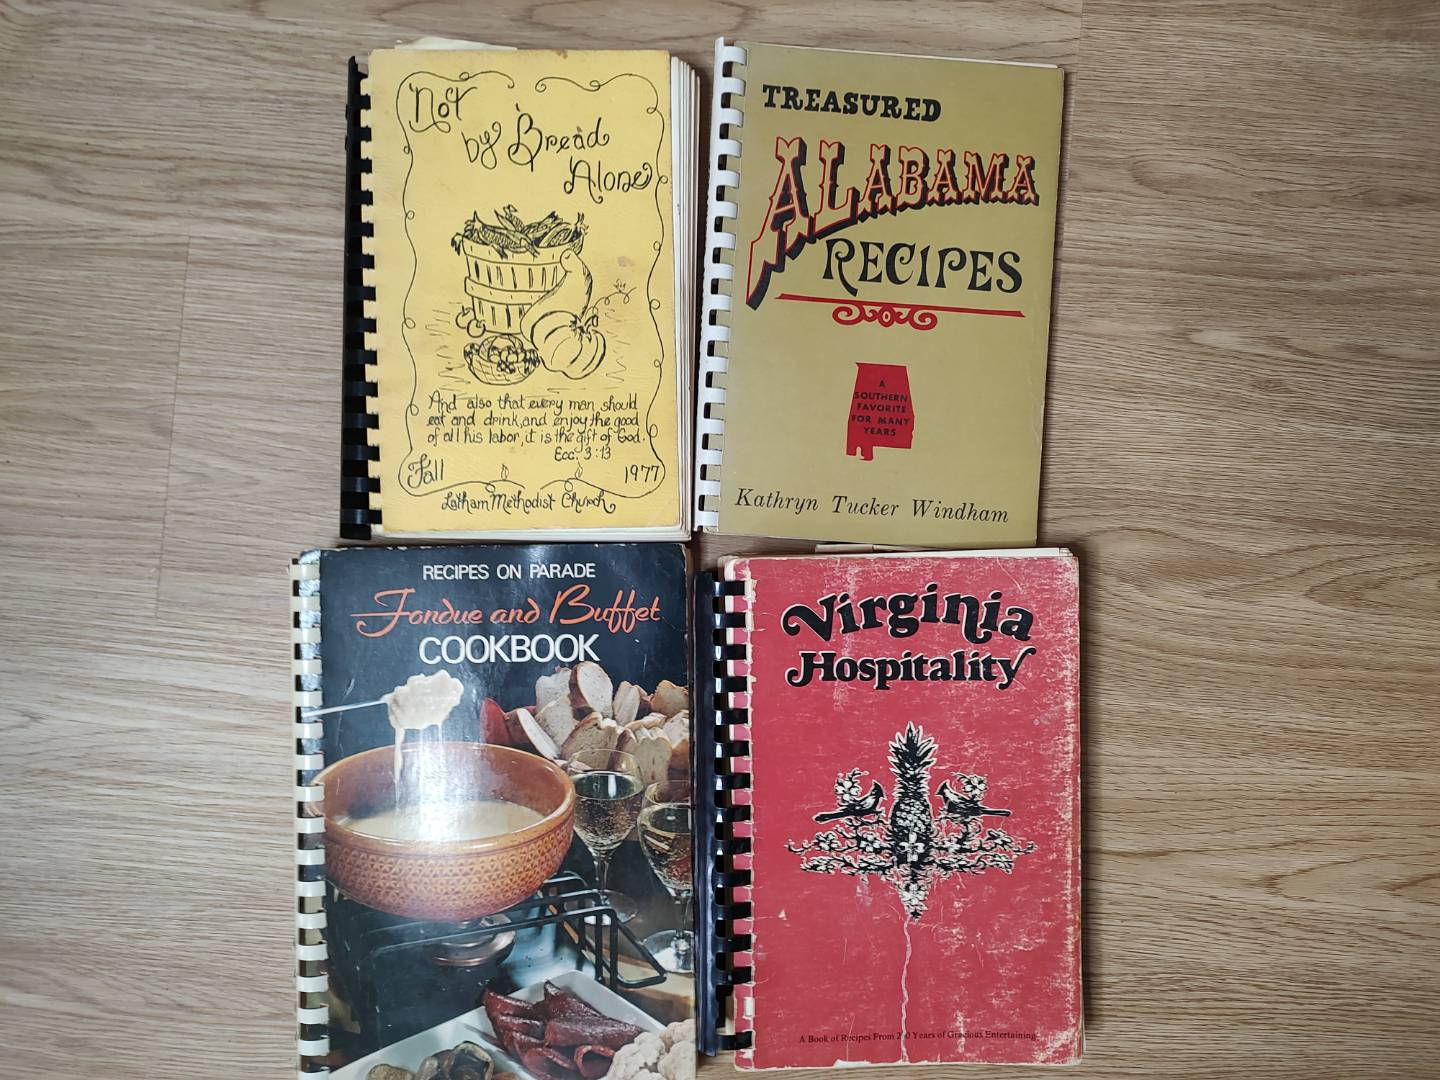 Not
by Bread
Alone
And also that every man should
eat and drink, and enjoy the good
of all his labor, it is the gift of God.
Ecc. 3:13
Fall 1977
Latham Methodist Church
TREASURED
ALABAMA
RECIPES
A
SOUTHERN
FAVORITE
FOR MANY
YEARS
Kathryn Tucker Windham
RECIPES ON PARADE
Fondue and Buffet
COOKBOOK
Virginia
Hospitality
A Book of Recipes From Years of Gracious Entertaining